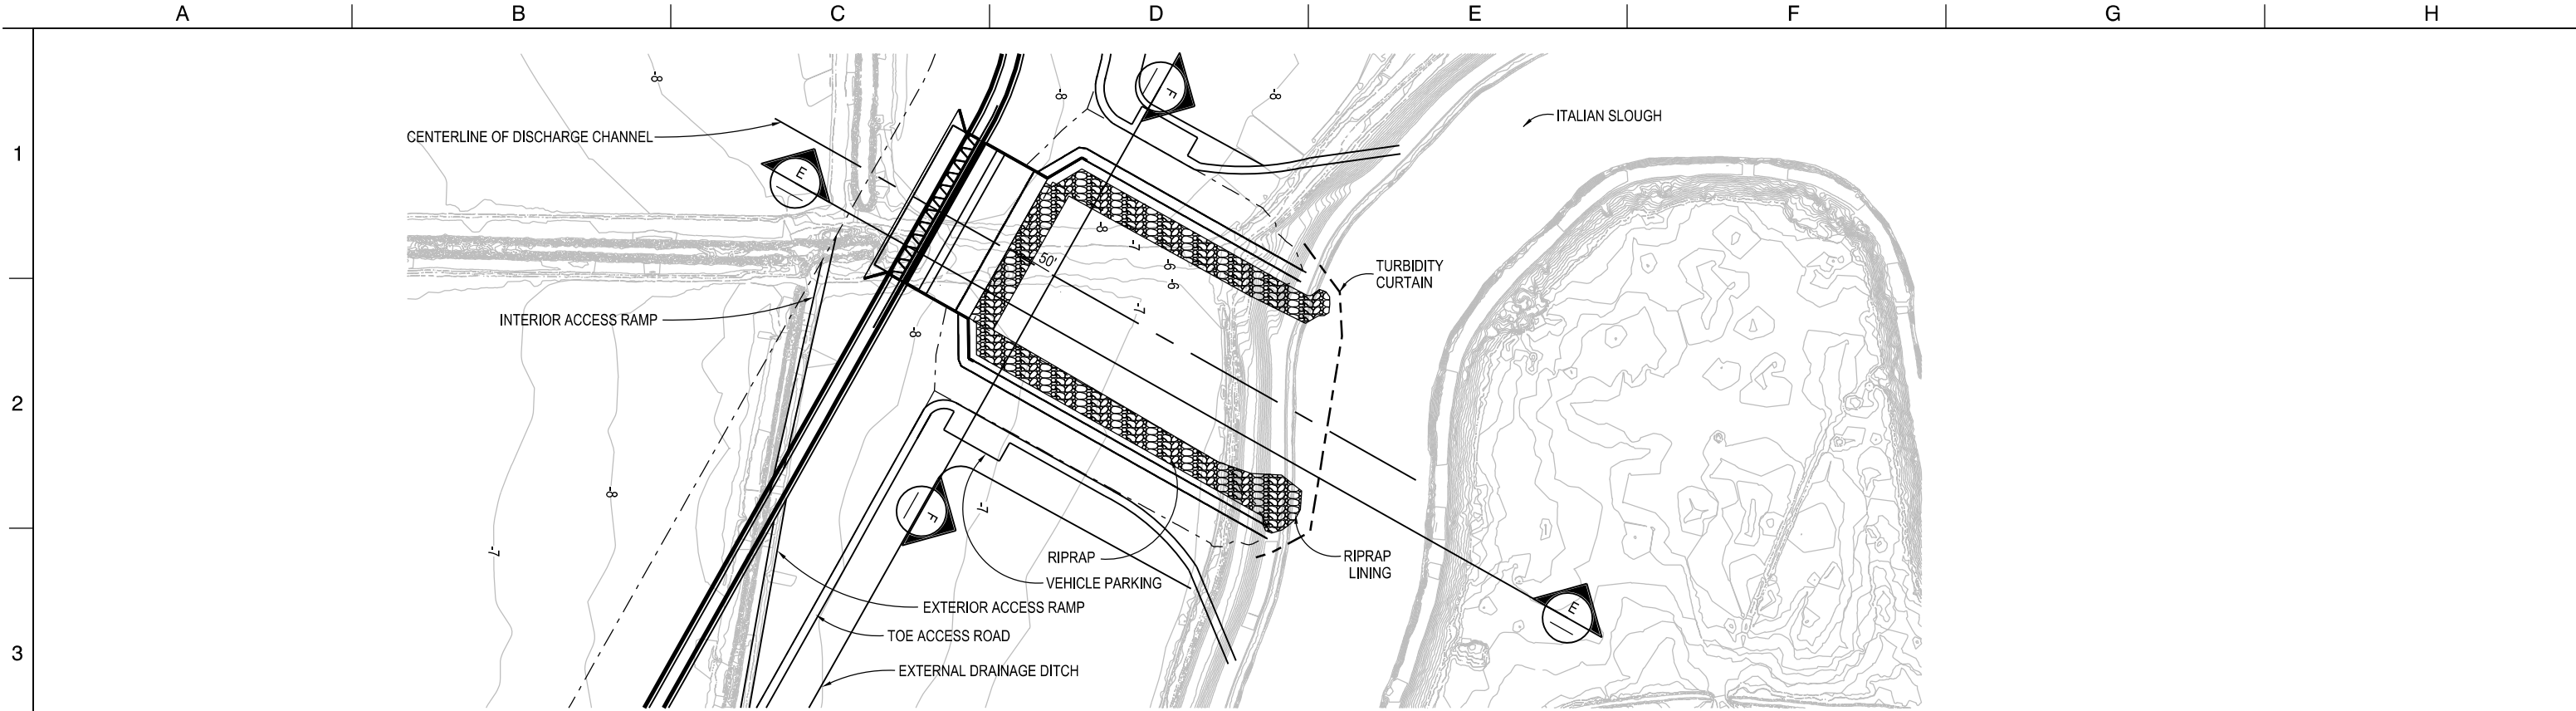 A B C D E F G H
1
2
3
-8
-8
-8
CENTERLINE OF DISCHARGE CHANNEL
ITALIAN SLOUGH
F
E
-8
-7
-6
-6
-7
50'
TURBIDITY
CURTAIN
INTERIOR ACCESS RAMP
-8
-8
-7
-7
F
RIPRAP
VEHICLE PARKING
RIPRAP
LINING
EXTERIOR ACCESS RAMP
E
TOE ACCESS ROAD
EXTERNAL DRAINAGE DITCH